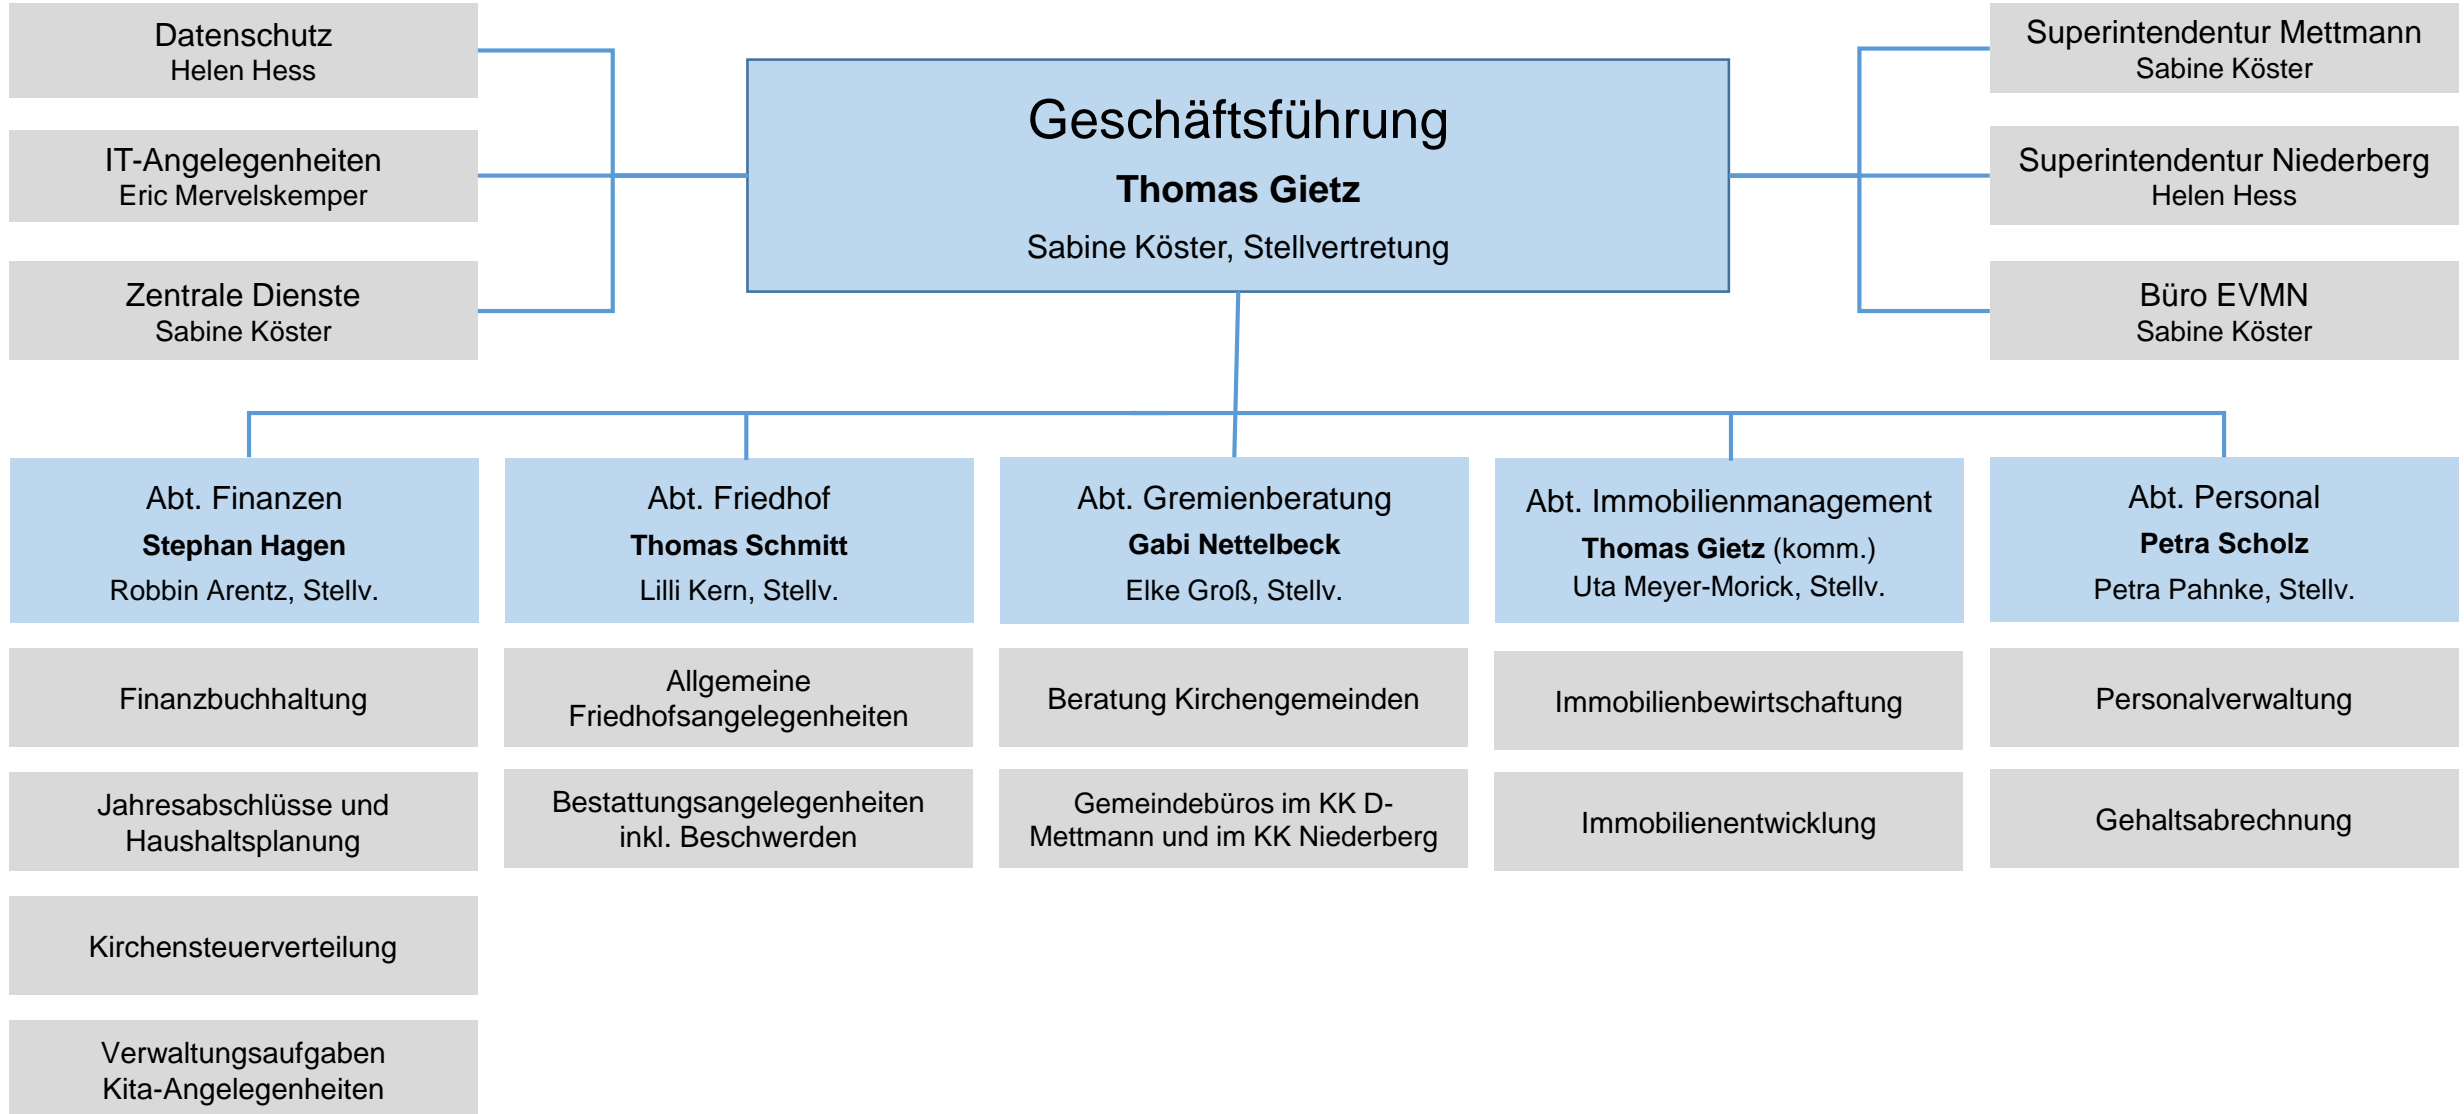 Datenschutz
Helen Hess
IT-Angelegenheiten
Eric Mervelskemper
Zentrale Dienste
Sabine Köster
Geschäftsführung
Thomas Gietz
Sabine Köster, Stellvertretung
Superintendentur Mettmann
Sabine Köster
Superintendentur Niederberg
Helen Hess
Büro EVMN
Sabine Köster
Abt. Finanzen
Stephan Hagen
Robbin Arentz, Stellv.
Finanzbuchhaltung
Jahresabschlüsse und
Haushaltsplanung
Kirchensteuerverteilung
Verwaltungsaufgaben
Kita-Angelegenheiten
Abt. Friedhof
Thomas Schmitt
Lilli Kern, Stellv.
Allgemeine
Friedhofsangelegenheiten
Bestattungsangelegenheiten
inkl. Beschwerden
Abt. Gremienberatung
Gabi Nettelbeck
Elke Groß, Stellv.
Beratung Kirchengemeinden
Gemeindebüros im KK D-
Mettmann und im KK Niederberg
Abt. Immobilienmanagement
Thomas Gietz (komm.)
Uta Meyer-Morick, Stellv.
Immobilienbewirtschaftung
Immobilienentwicklung
Abt. Personal
Petra Scholz
Petra Pahnke, Stellv.
Personalverwaltung
Gehaltsabrechnung